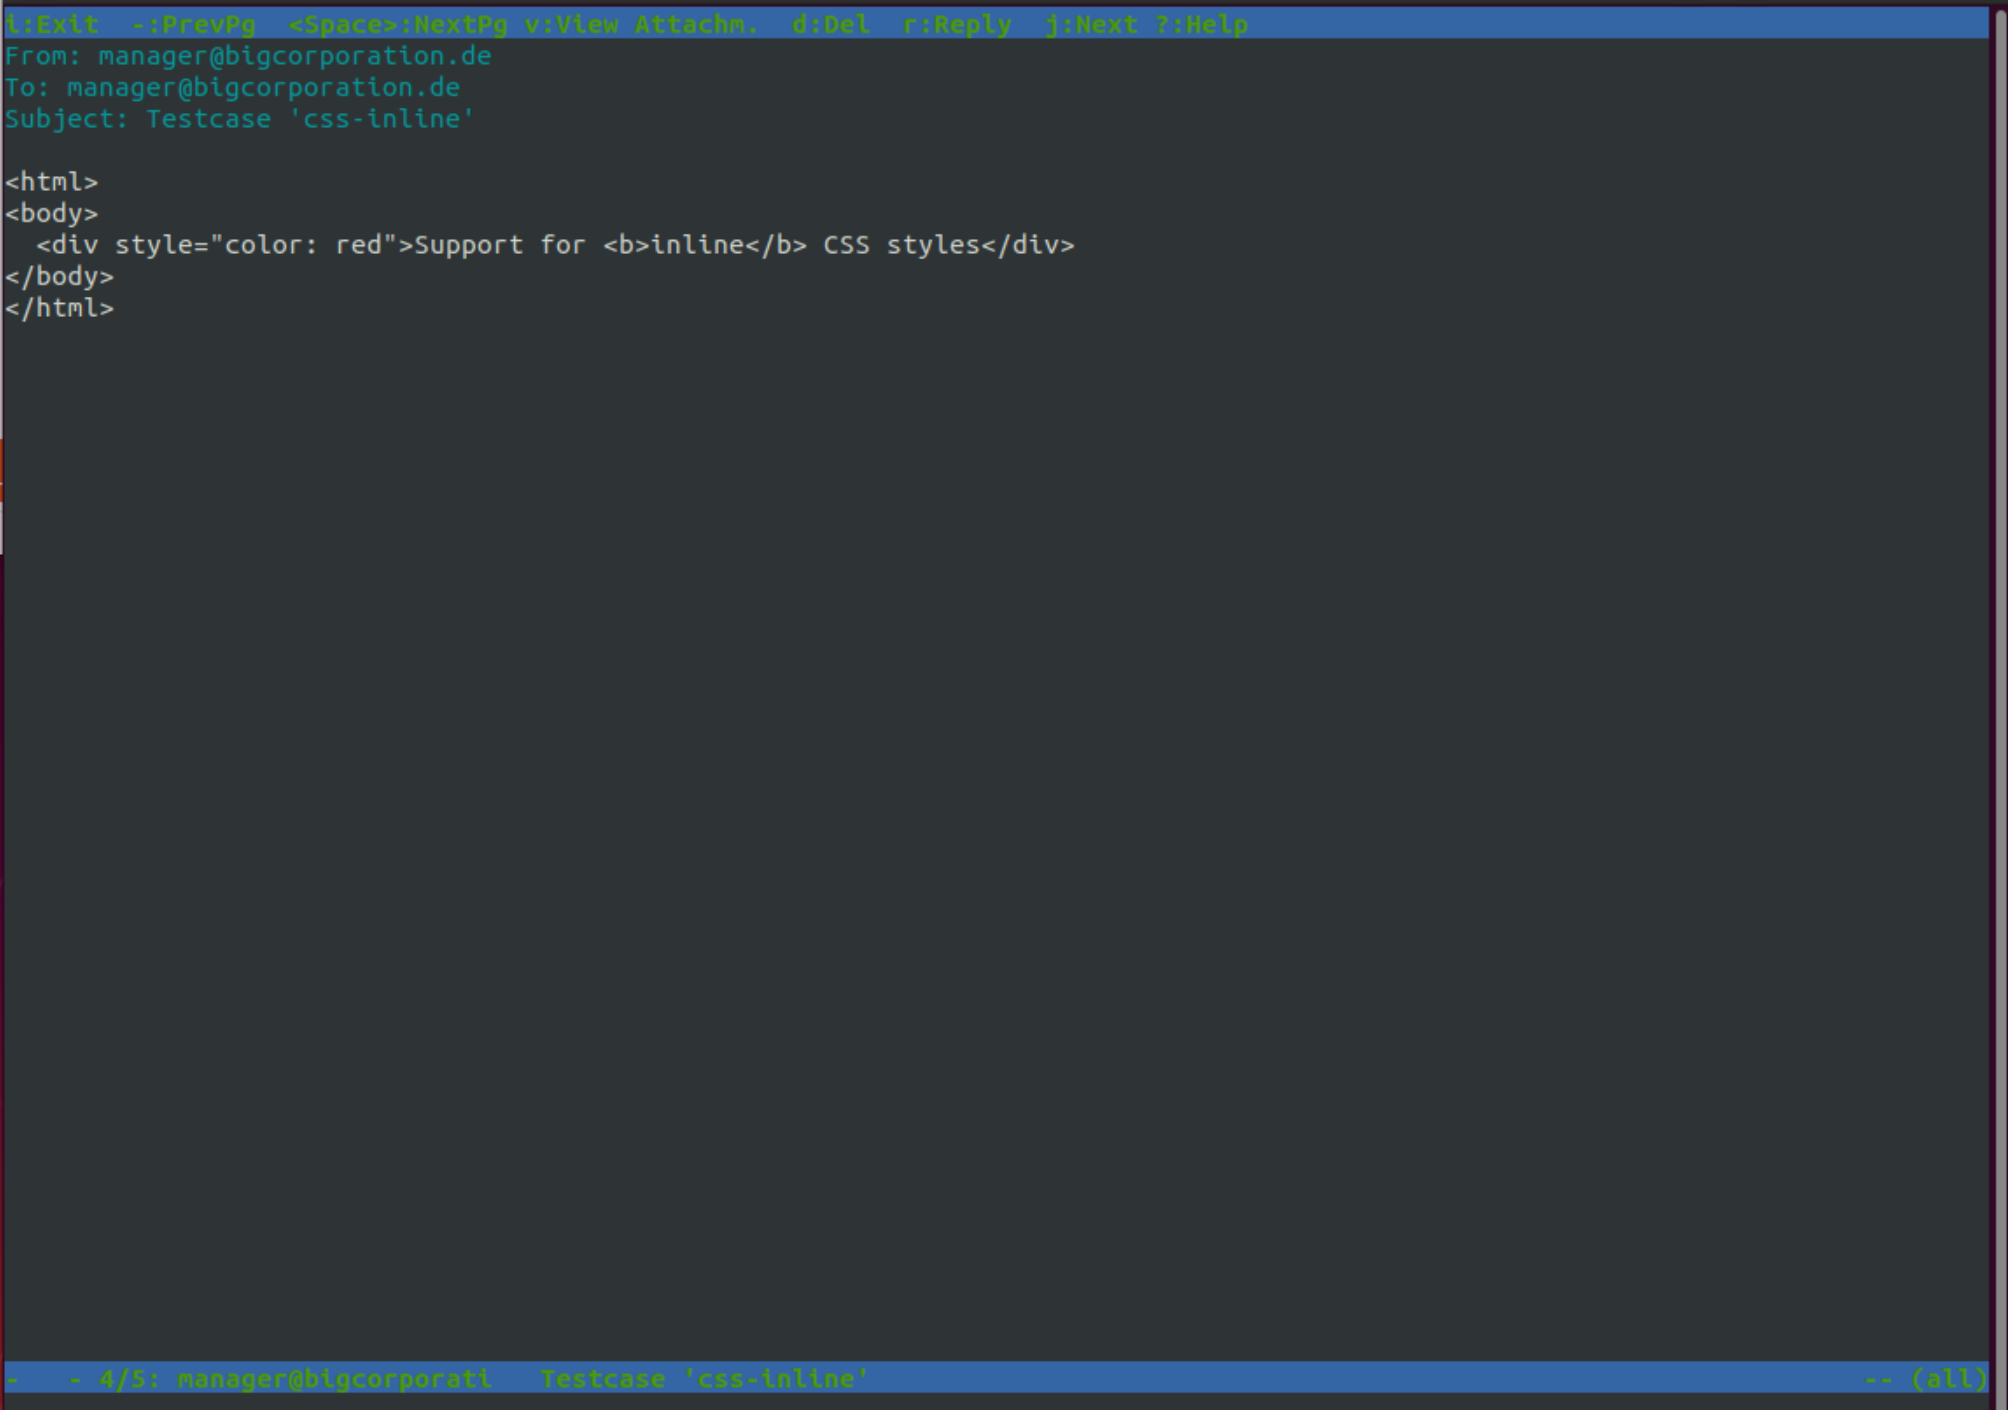 i:Exit  -:PrevPg  <Space>:NextPg v:View Attachm.  d:Del  r:Reply  j:Next ?:Help
From: manager@bigcorporation.de
To: manager@bigcorporation.de
Subject: Testcase 'css-inline'

<html>
<body>
  <div style="color: red">Support for <b>inline</b> CSS styles</div>
</body>
</html>
-   - 4/5: manager@bigcorporati   Testcase 'css-inline'   -- (all)